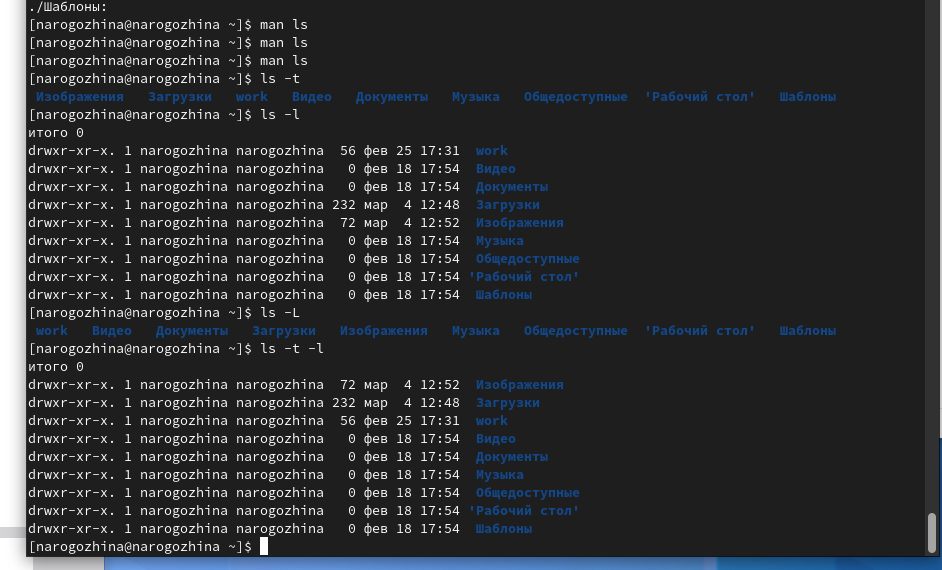 ./Шаблоны:
[narogozhina@narogozhina ~]$ man ls
[narogozhina@narogozhina ~]$ man ls
[narogozhina@narogozhina ~]$ man ls
[narogozhina@narogozhina ~]$ ls -t
Изображения Загрузки work Видео Документы Музыка Общедоступные 'Рабочий стол' Шаблоны
[narogozhina@narogozhina ~]$ ls -l
итого 0
drwxr-xr-x. 1 narogozhina narogozhina 56 фев 25 17:31 work
drwxr-xr-x. 1 narogozhina narogozhina 0 фев 18 17:54 Видео
drwxr-xr-x. 1 narogozhina narogozhina 0 фев 18 17:54 Документы
drwxr-xr-x. 1 narogozhina narogozhina 232 мар 4 12:48 Загрузки
drwxr-xr-x. 1 narogozhina narogozhina 72 мар 4 12:52 Изображения
drwxr-xr-x. 1 narogozhina narogozhina 0 фев 18 17:54 Музыка
drwxr-xr-x. 1 narogozhina narogozhina 0 фев 18 17:54 Общедоступные
drwxr-xr-x. 1 narogozhina narogozhina 0 фев 18 17:54 'Рабочий стол'
drwxr-xr-x. 1 narogozhina narogozhina 0 фев 18 17:54 Шаблоны
[narogozhina@narogozhina ~]$ ls -L
work Видео Документы Загрузки Изображения Музыка Общедоступные 'Рабочий стол' Шаблоны
[narogozhina@narogozhina ~]$ ls -t -l
итого 0
drwxr-xr-x. 1 narogozhina narogozhina 72 мар 4 12:52 Изображения
drwxr-xr-x. 1 narogozhina narogozhina 232 мар 4 12:48 Загрузки
drwxr-xr-x. 1 narogozhina narogozhina 56 фев 25 17:31 work
drwxr-xr-x. 1 narogozhina narogozhina 0 фев 18 17:54 Видео
drwxr-xr-x. 1 narogozhina narogozhina 0 фев 18 17:54 Документы
drwxr-xr-x. 1 narogozhina narogozhina 0 фев 18 17:54 Музыка
drwxr-xr-x. 1 narogozhina narogozhina 0 фев 18 17:54 Общедоступные
drwxr-xr-x. 1 narogozhina narogozhina 0 фев 18 17:54 'Рабочий стол'
drwxr-xr-x. 1 narogozhina narogozhina 0 фев 18 17:54 Шаблоны
[narogozhina@narogozhina ~]$